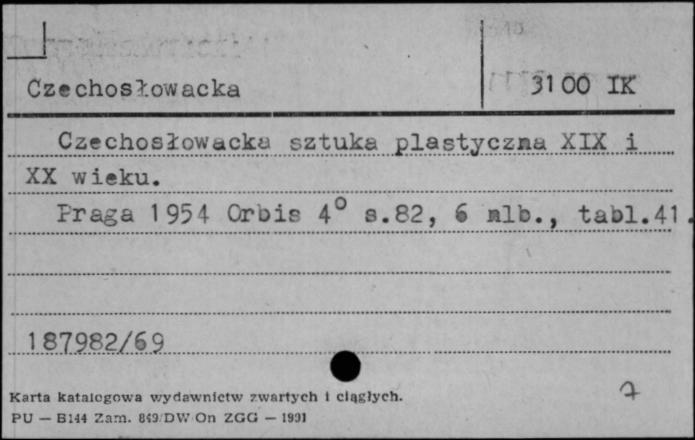 Czechosłowacka 3100 IK
Czechosłowacka sztuka plastyczna XIX i
XX wieku.
Praga 1954 Orbis 4° s.82, 6 nlb., tabl.41.
187982/69
Karta katalogowa wydawnictw zwartych i ciągłych.
PU — B144 Zam. 849/DW/On ZGG — 1991